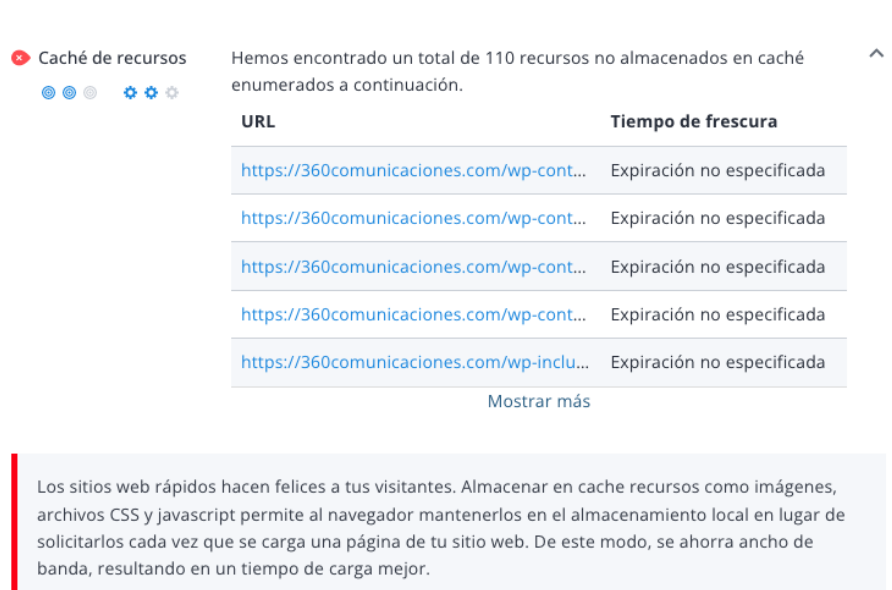 Caché de recursos
Hemos encontrado un total de 110 recursos no almacenados en caché
enumerados a continuación.
URL Tiempo de frescura
https://360comunicaciones.com/wp-cont... Expiración no especificada
https://360comunicaciones.com/wp-cont... Expiración no especificada
https://360comunicaciones.com/wp-cont... Expiración no especificada
https://360comunicaciones.com/wp-cont... Expiración no especificada
https://360comunicaciones.com/wp-inclu... Expiración no especificada
Mostrar más
Los sitios web rápidos hacen felices a tus visitantes. Almacenar en cache recursos como imágenes,
archivos CSS y javascript permite al navegador mantenerlos en el almacenamiento local en lugar de
solicitarlos cada vez que se carga una página de tu sitio web. De este modo, se ahorra ancho de
banda, resultando en un tiempo de carga mejor.